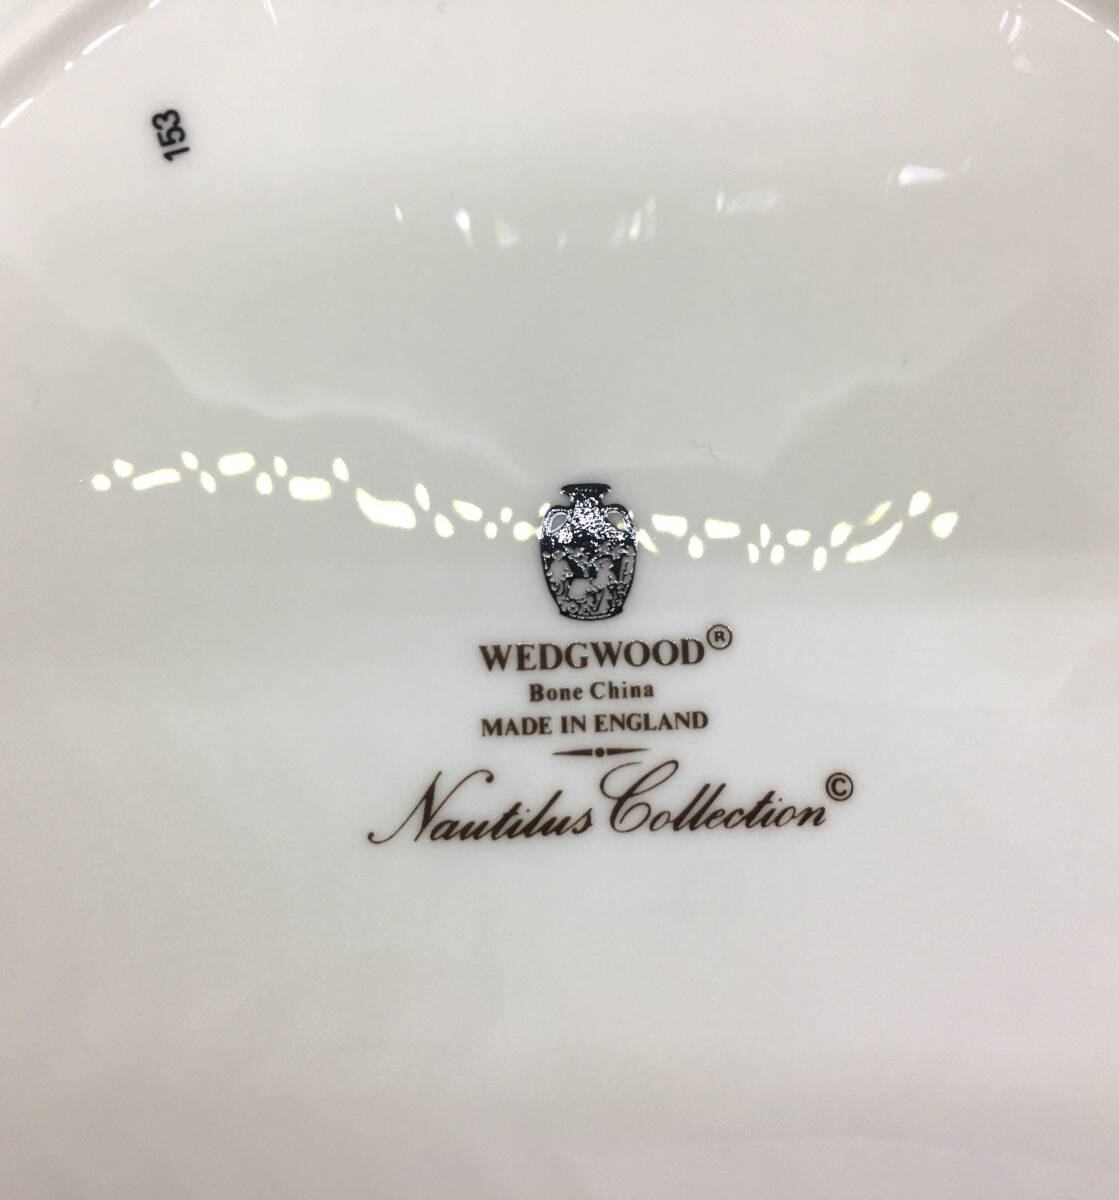 153
WEDGWOOD®
Bone China
MADE IN ENGLAND
Nautilus Collection©